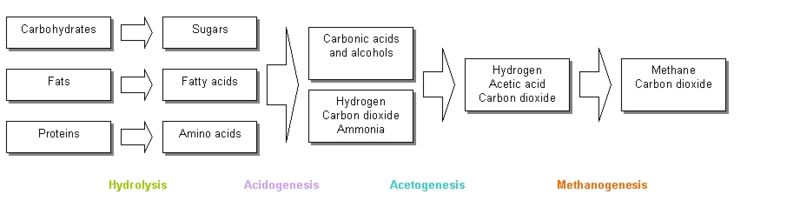 Carbohydrates
Sugars
Fats
Fatty acids
Proteins
Amino acids
Carbonic acids
and alcohols
Hydrogen
Carbon dioxide
Ammonia
Hydrogen
Acetic acid
Carbon dioxide
Methane
Carbon dioxide
Hydrolysis
Acidogenesis
Acetogenesis
Methanogenesis